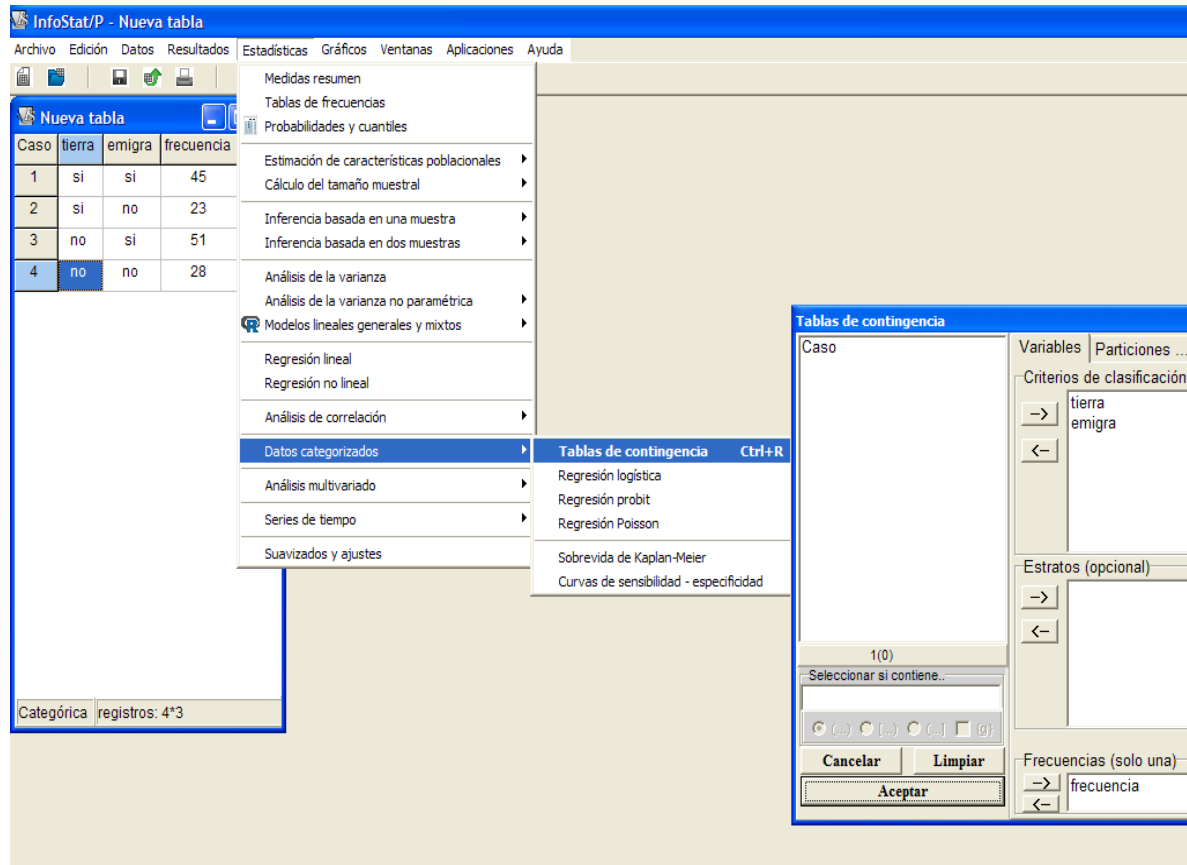 InfoStat/P - Nueva tabla
Archivo Edición Datos Resultados Estadísticas Gráficos Ventanas Aplicaciones Ayuda
Nueva tabla
Caso tierra emigra frecuencia
1 si si 45
2 si no 23
3 no si 51
4 no no 28
Categórica registros: 4*3
Medidas resumen
Tablas de frecuencias
Probabilidades y cuantiles
Estimación de características poblacionales
Cálculo del tamaño muestral
Inferencia basada en una muestra
Inferencia basada en dos muestras
Análisis de la varianza
Análisis de la varianza no paramétrica
Modelos lineales generales y mixtos
Regresión lineal
Regresión no lineal
Análisis de correlación
Datos categorizados
Análisis multivariado
Series de tiempo
Suavizados y ajustes
Tablas de contingencia Ctrl+R
Regresión logística
Regresión probit
Regresión Poisson
Sobrevida de Kaplan-Meier
Curvas de sensibilidad - especificidad
Tablas de contingencia
Caso
1(0)
Seleccionar si contiene..
(...) [...) (...] {g}
Cancelar Limpiar
Aceptar
Variables Particiones ...
Criterios de clasificación
-->
<--
tierra
emigra
Estratos (opcional)
-->
<--
Frecuencias (solo una)
-->
<--
frecuencia